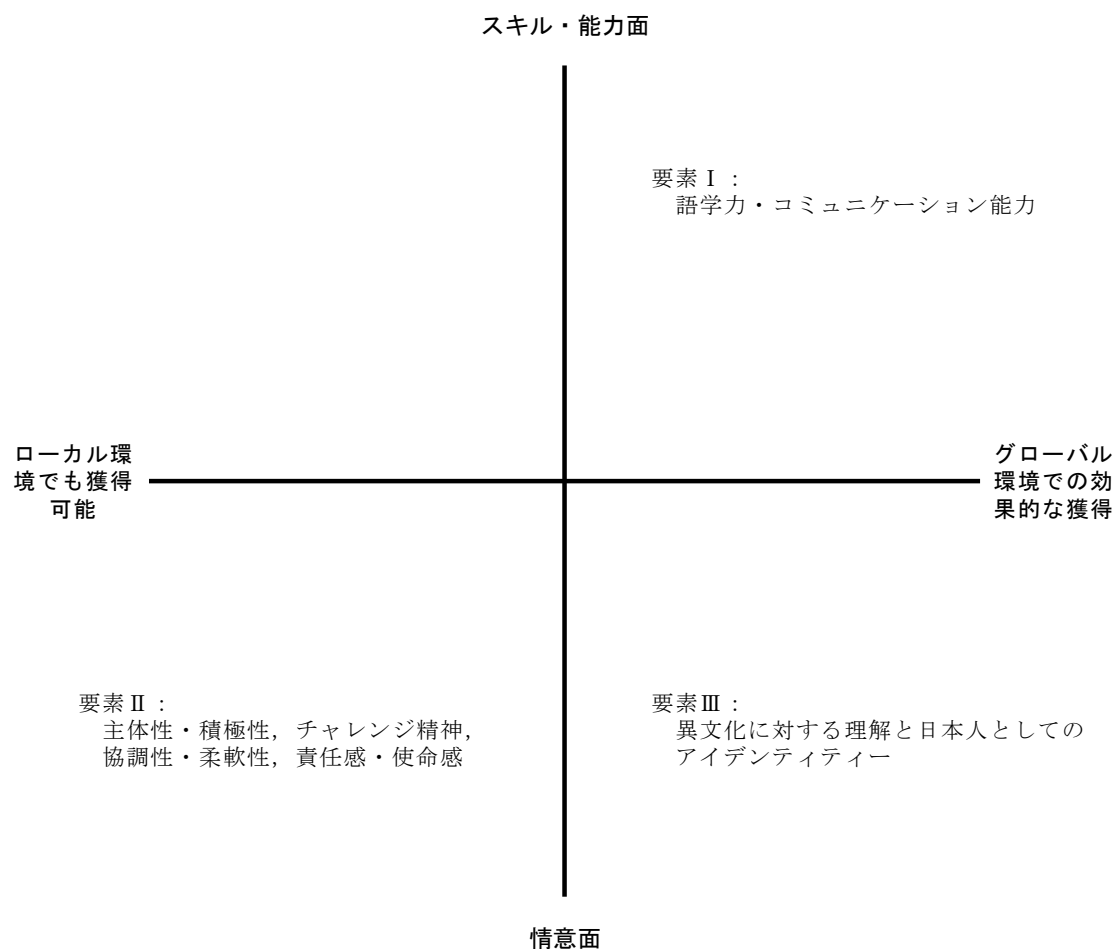 スキル・能力面
要素Ⅰ：
語学力・コミュニケーション能力
ローカル環
境でも獲得
可能
グローバル
環境での効
果的な獲得
要素Ⅱ：
主体性・積極性，チャレンジ精神，
協調性・柔軟性，責任感・使命感
要素Ⅲ：
異文化に対する理解と日本人としての
アイデンティティー
情意面